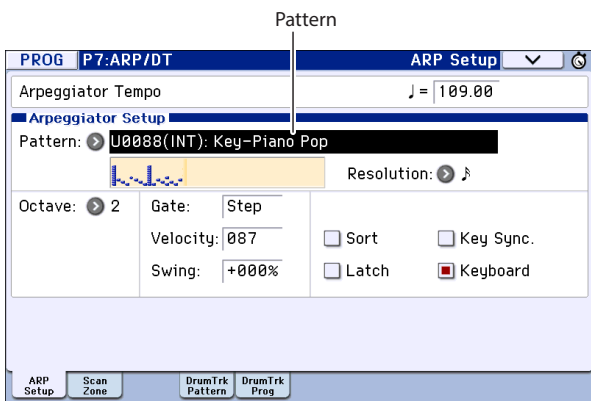 Pattern
PROG P7:ARP/DT ARP Setup
Arpeggiator Tempo ♩= 109.00
Arpeggiator Setup
Pattern: U0088(INT): Key-Piano Pop
Resolution: 
Octave: 2 Gate: Step
Velocity: 087 Sort Key Sync.
Swing: +000% Latch Keyboard
ARP Setup Scan Zone DrumTrk Pattern DrumTrk Prog